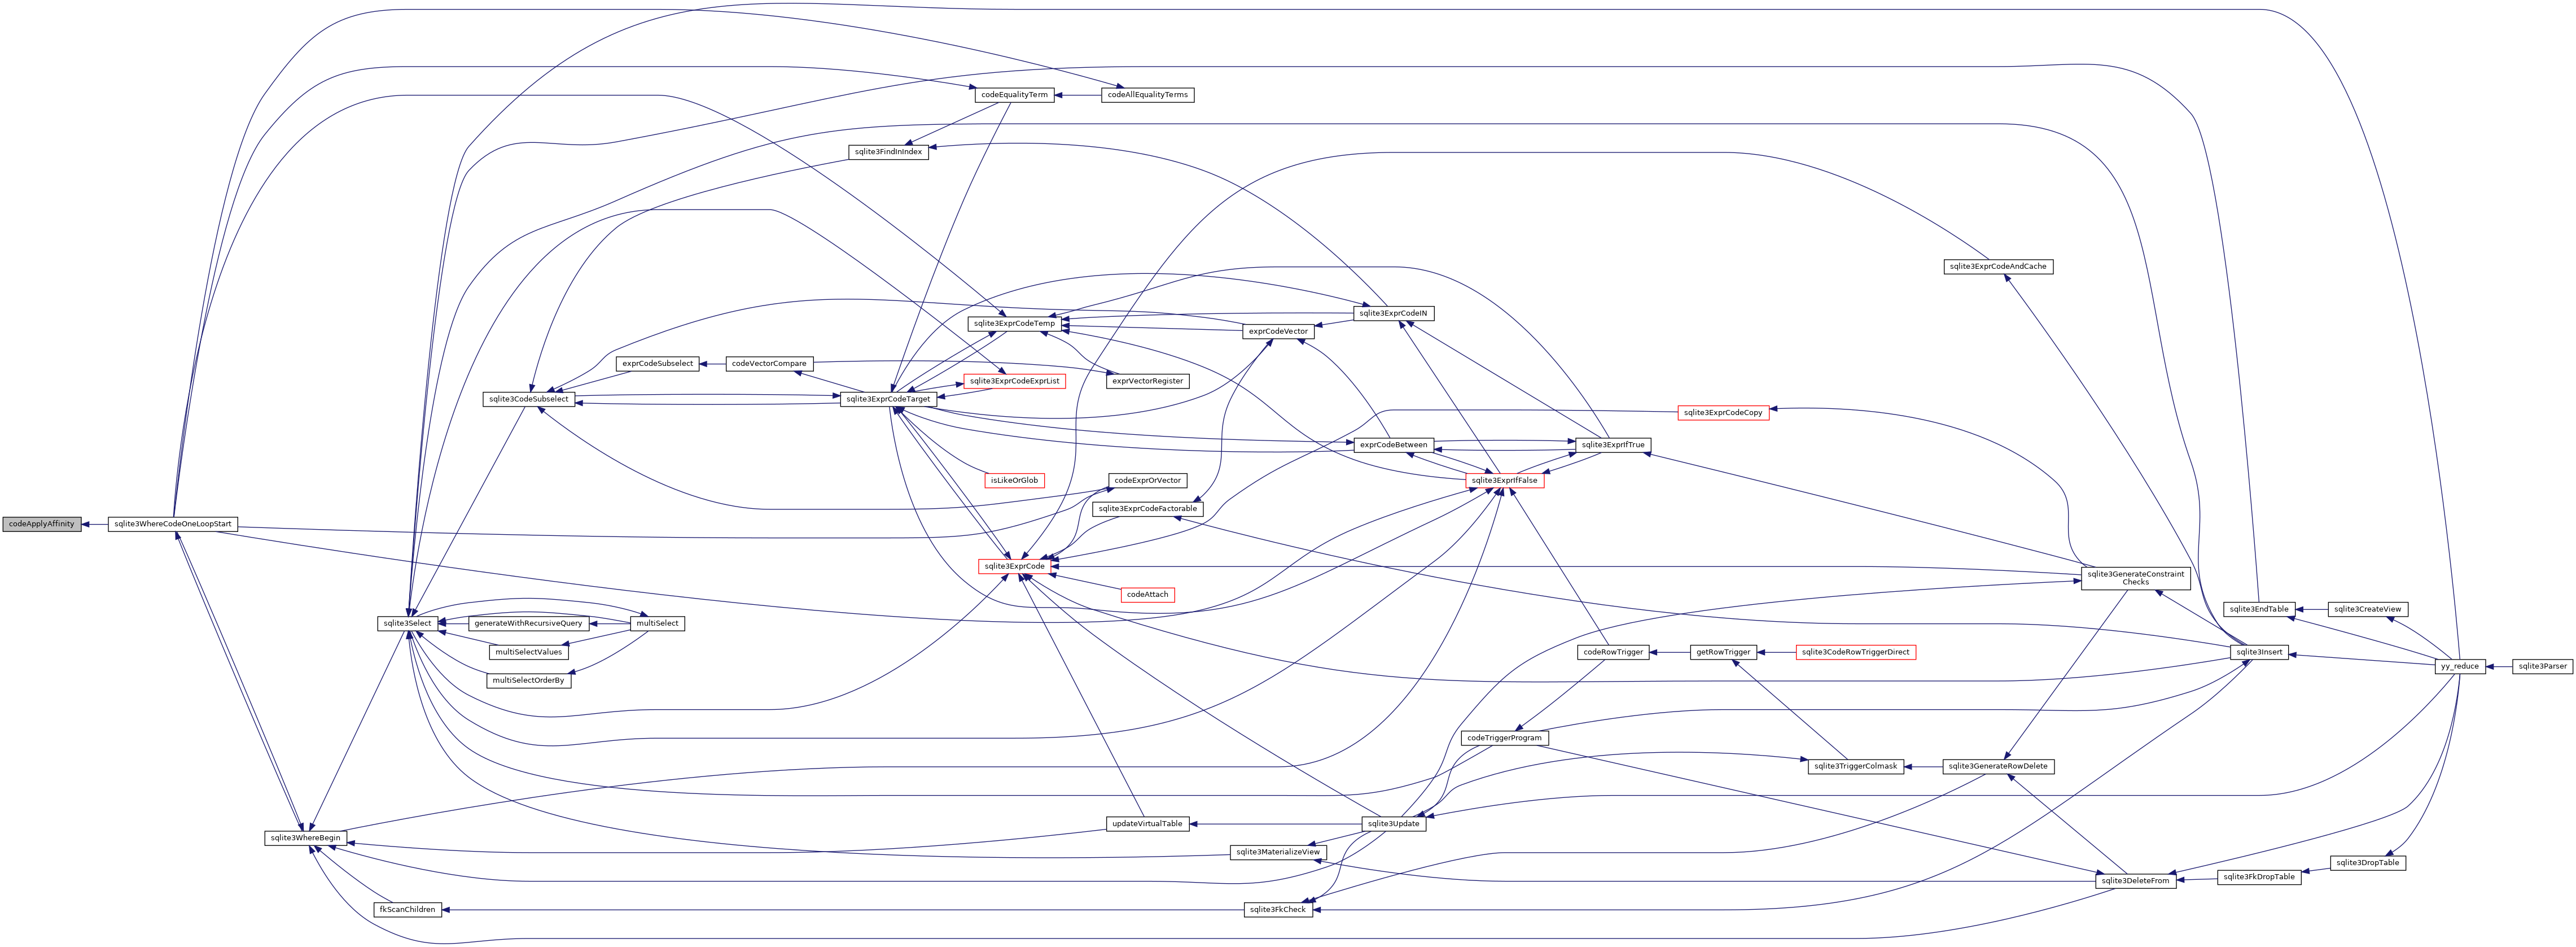 codeEqualityTerm
codeAllEqualityTerms
sqlite3FindInIndex
sqlite3ExprCodeAndCache
sqlite3ExprCodeIN
sqlite3ExprCodeTemp
exprCodeVector
exprCodeSubselect
codeVectorCompare
sqlite3ExprCodeExprList
exprVectorRegister
sqlite3CodeSubselect
sqlite3ExprCodeTarget
sqlite3ExprCodeCopy
exprCodeBetween
sqlite3ExprIfTrue
isLikeOrGlob
codeExprOrVector
sqlite3ExprIfFalse
sqlite3ExprCodeFactorable
codeApplyAffinity
sqlite3WhereCodeOneLoopStart
sqlite3ExprCode
sqlite3GenerateConstraint
Checks
codeAttach
sqlite3EndTable
sqlite3CreateView
sqlite3Select
generateWithRecursiveQuery
multiSelect
multiSelectValues
codeRowTrigger
getRowTrigger
sqlite3CodeRowTriggerDirect
sqlite3Insert
yy_reduce
sqlite3Parser
multiSelectOrderBy
codeTriggerProgram
sqlite3TriggerColmask
sqlite3GenerateRowDelete
updateVirtualTable
sqlite3Update
sqlite3WhereBegin
sqlite3MaterializeView
sqlite3DropTable
sqlite3DeleteFrom
sqlite3FkDropTable
fkScanChildren
sqlite3FkCheck